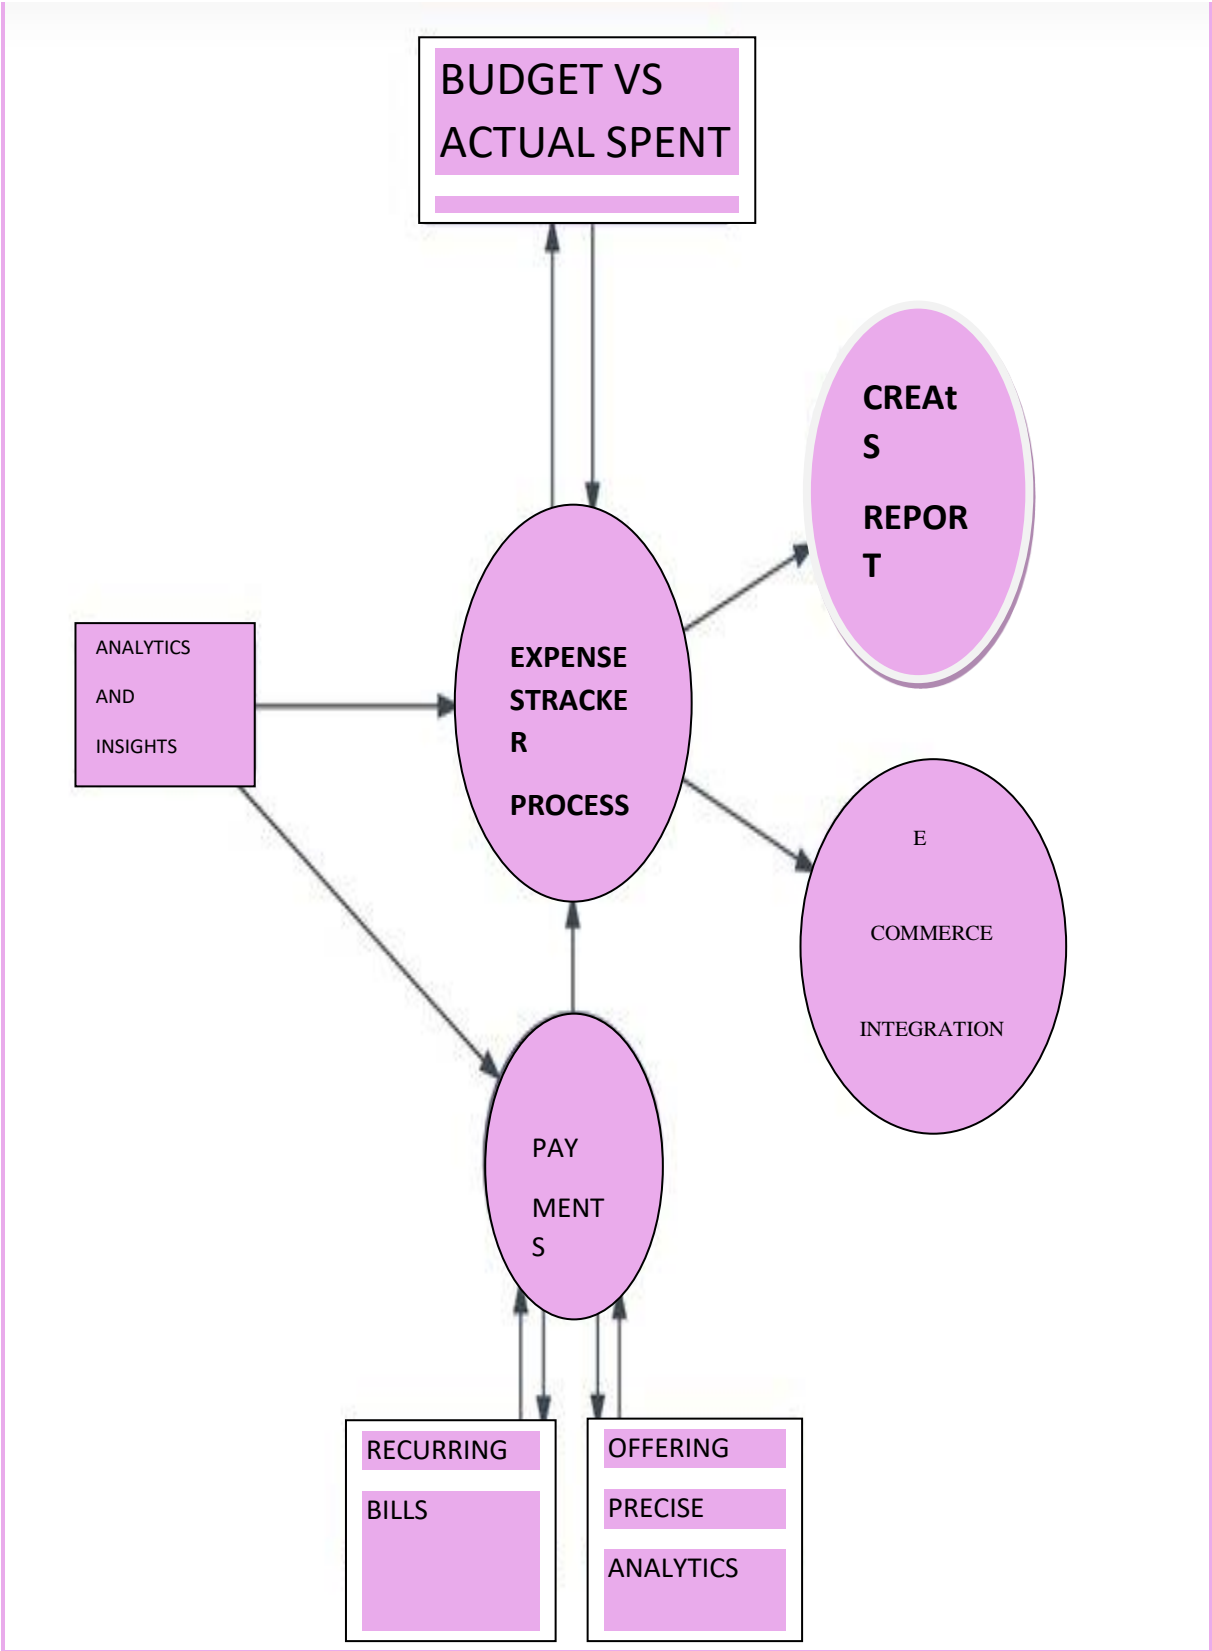 BUDGET VS
ACTUAL SPENT
CREAt
S
REPOR
T
ANALYTICS
AND
INSIGHTS
EXPENSE
STRACKE
R
PROCESS
E
COMMERCE
INTEGRATION
PAY
MENT
S
RECURRING
BILLS
OFFERING
PRECISE
ANALYTICS